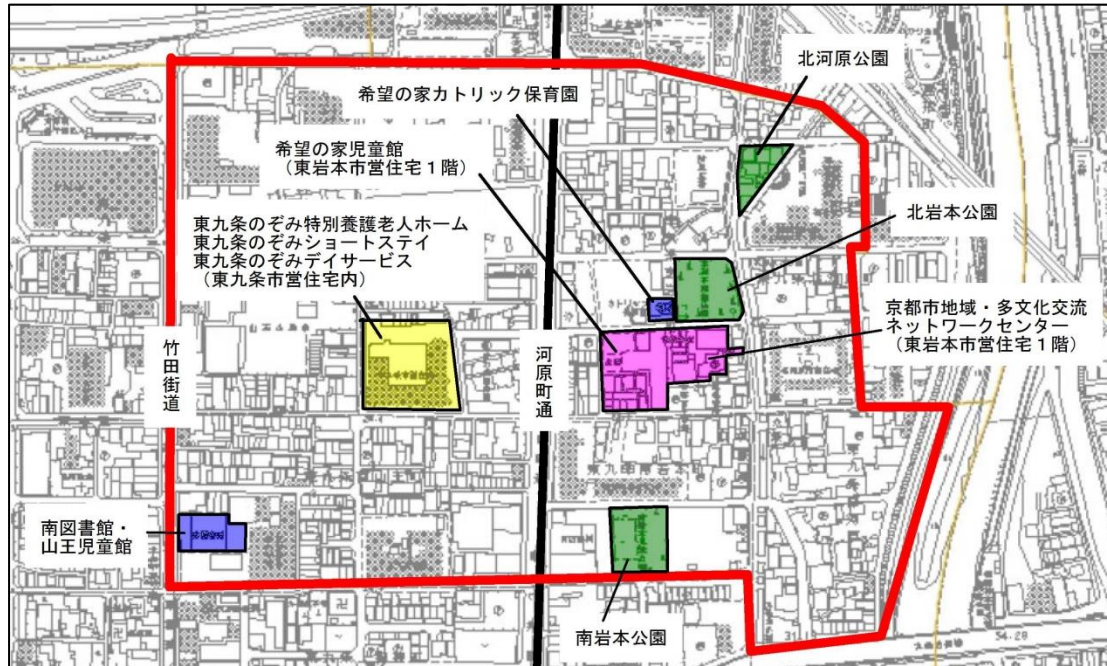 北河原公園
希望の家カトリック保育園
希望の家児童館
（東岩本市営住宅１階）
北岩本公園
東九条のぞみ特別養護老人ホーム
東九条のぞみショートステイ
東九条のぞみデイサービス
（東九条市営住宅内）
京都市地域・多文化交流
ネットワークセンター
（東岩本市営住宅１階）
竹田街道
河原町通
南図書館・
山王児童館
南岩本公園